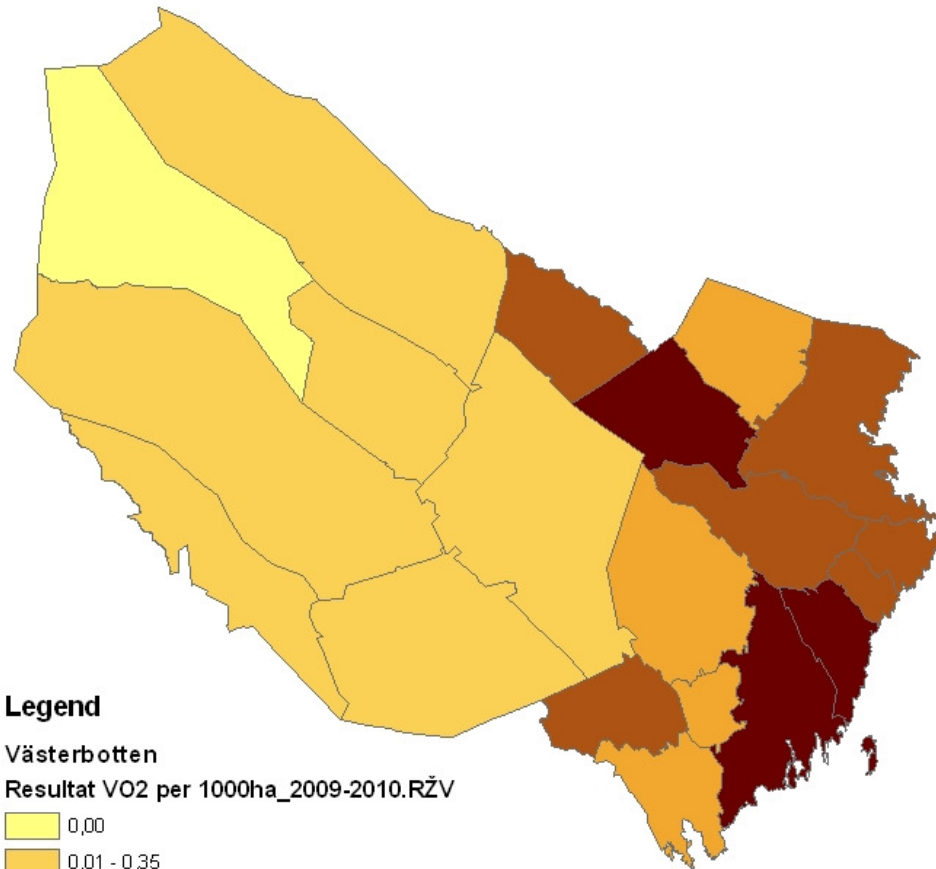 Legend
Västerbotten
Resultat VO2 per 1000ha_2009-2010.RŽV
0,00
0,01 - 0,35